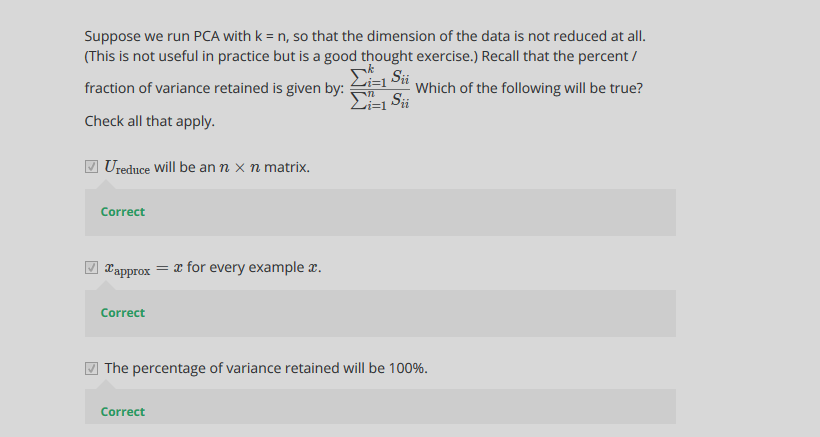 Suppose we run PCA with k = n, so that the dimension of the data is not reduced at all.
(This is not useful in practice but is a good thought exercise.) Recall that the percent /
fraction of variance retained is given by: $\frac{\sum_{i=1}^{k} S_{ii}}{\sum_{i=1}^{n} S_{ii}}$ Which of the following will be true?
Check all that apply.
$U_{\text{reduce}}$ will be an $n \times n$ matrix.
Correct
$x_{\text{approx}} = x$ for every example $x$.
Correct
The percentage of variance retained will be 100%.
Correct